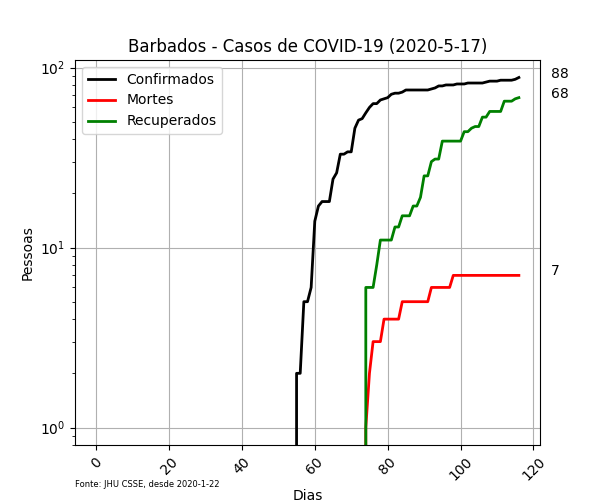 Barbados - Casos de COVID-19 (2020-5-17)
Confirmados
Mortes
Recuperados
88
68
7
10²
10¹
10⁰
Pessoas
0 20 40 60 80 100 120
Dias
Fonte: JHU CSSE, desde 2020-1-22